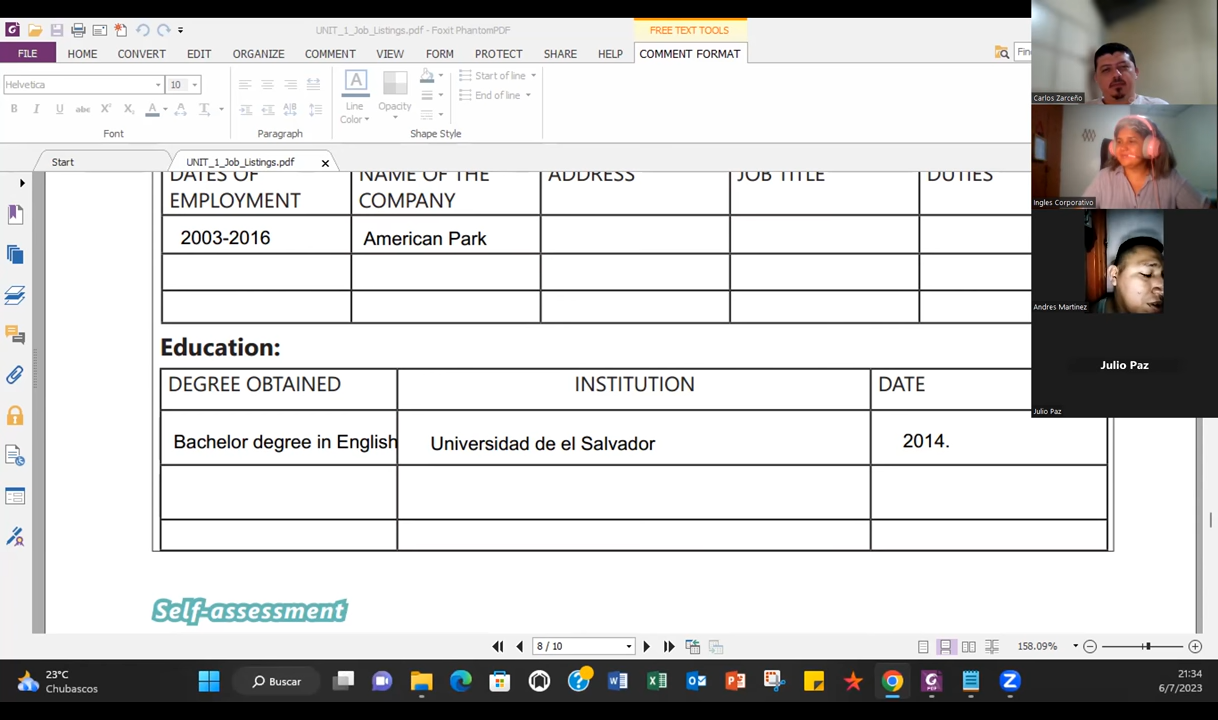 UNIT_1_Job_Listings.pdf - Foxit PhantomPDF
FREE TEXT TOOLS
FILE HOME CONVERT EDIT ORGANIZE COMMENT VIEW FORM PROTECT SHARE HELP COMMENT FORMAT
Helvetica 10
Start of line
End of line
Line Color
Opacity
Font Paragraph Shape Style
Start UNIT_1_Job_Listings.pdf
DATES OF EMPLOYMENT
NAME OF THE COMPANY
ADDRESS
JOB TITLE
DUTIES
2003-2016 American Park
Education:
DEGREE OBTAINED INSTITUTION DATE
Bachelor degree in English Universidad de el Salvador 2014.
Self-assessment
8 / 10
158.09%
Carlos Zarceño
Ingles Corporativo
Andres Martinez
Julio Paz
Julio Paz
23°C
Chubascos
Buscar
21:34
6/7/2023